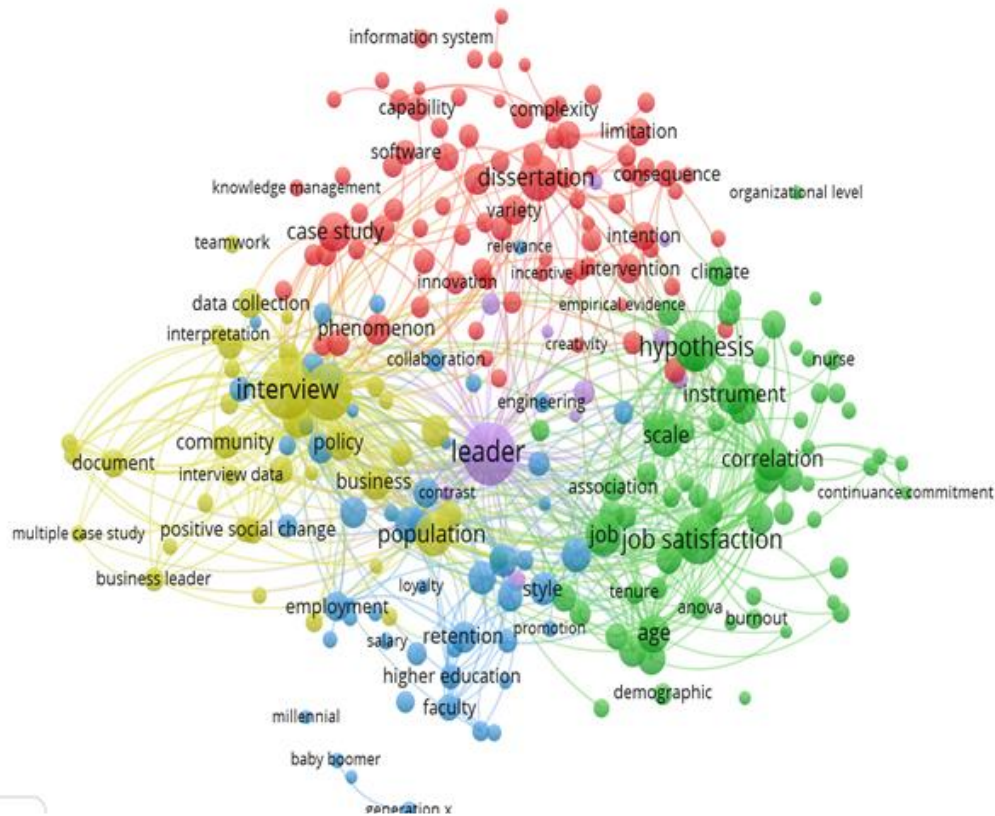 information system
capability
complexity
limitation
software
dissertation
consequence
knowledge management
organizational level
variety
case study
teamwork
relevance
intention
innovation
incentive
intervention
climate
data collection
empirical evidence
interpretation
phenomenon
creativity
hypothesis
collaboration
nurse
interview
engineering
instrument
community
policy
leader
scale
document
interview data
business
contrast
association
correlation
continuance commitment
multiple case study
positive social change
population
job
job satisfaction
business leader
loyalty
style
tenure
employment
anova
burnout
salary
retention
promotion
age
higher education
demographic
faculty
millennial
baby boomer
generation x